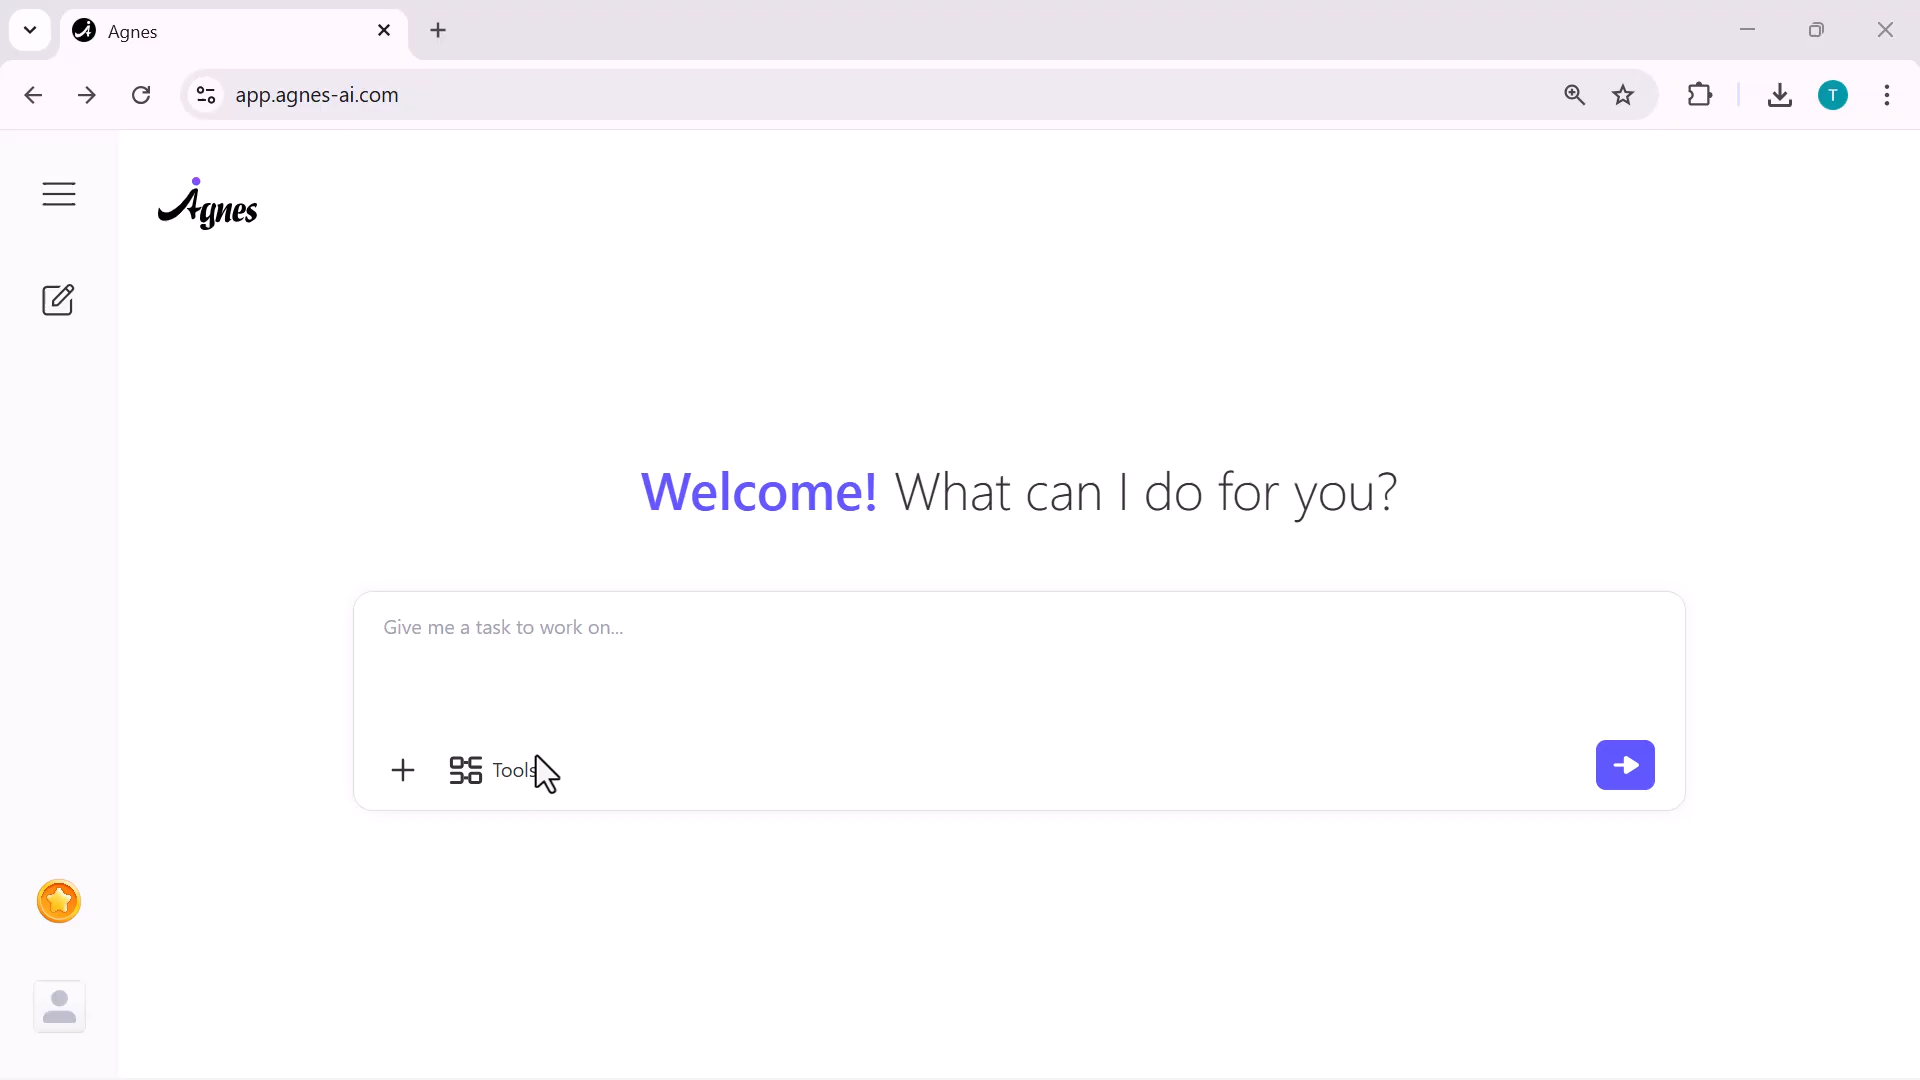 Agnes
app.agnes-ai.com
T
Agnes
Welcome! What can I do for you?
Give me a task to work on...
Tools